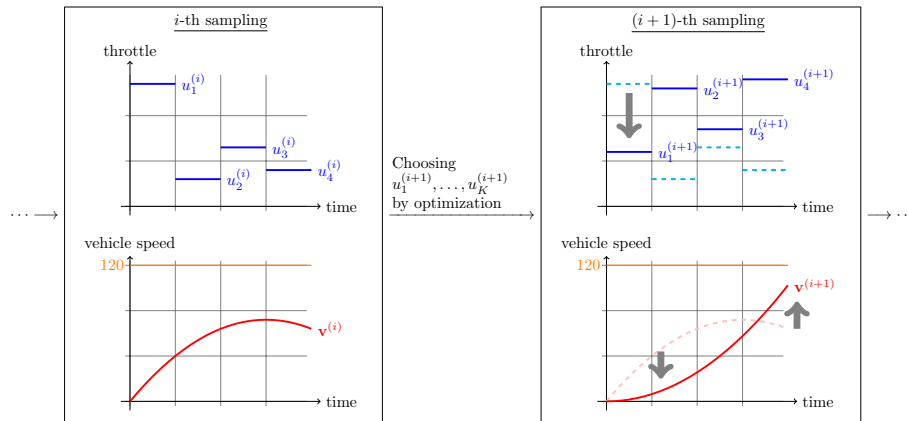 i-th sampling
throttle
u_1^{(i)}
u_2^{(i)}
u_3^{(i)}
u_4^{(i)}
time
vehicle speed
120
v^{(i)}
time
··· →
Choosing
u_1^{(i+1)}, ..., u_K^{(i+1)}
by optimization
(i + 1)-th sampling
throttle
u_1^{(i+1)}
u_2^{(i+1)}
u_3^{(i+1)}
u_4^{(i+1)}
time
vehicle speed
120
v^{(i+1)}
time
→ ··